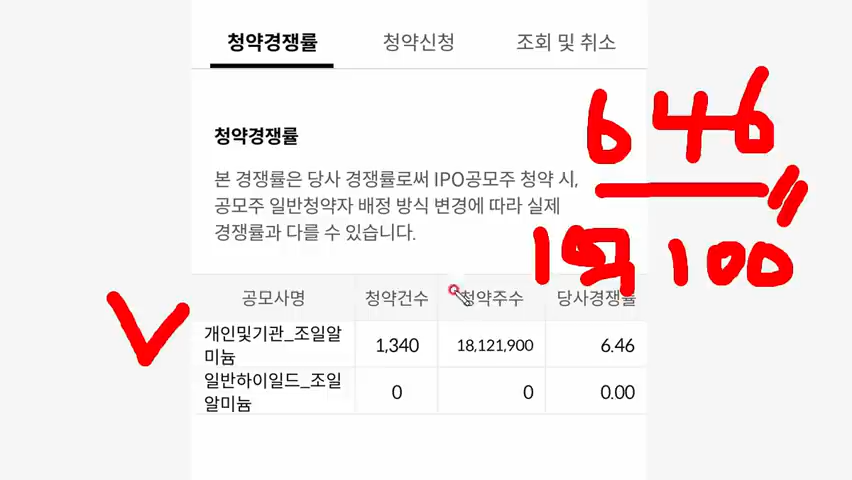 청약경쟁률 청약신청 조회 및 취소
646
청약경쟁률
본 경쟁률은 당사 경쟁률로써 IPO공모주 청약 시,
공모주 일반청약자 배정 방식 변경에 따라 실제
경쟁률과 다를 수 있습니다.
1억 100
공모사명 청약건수 청약주수 당사경쟁률
개인및기관_조일알
미늄 1,340 18,121,900 6.46
일반하이일드_조일
알미늄 0 0 0.00